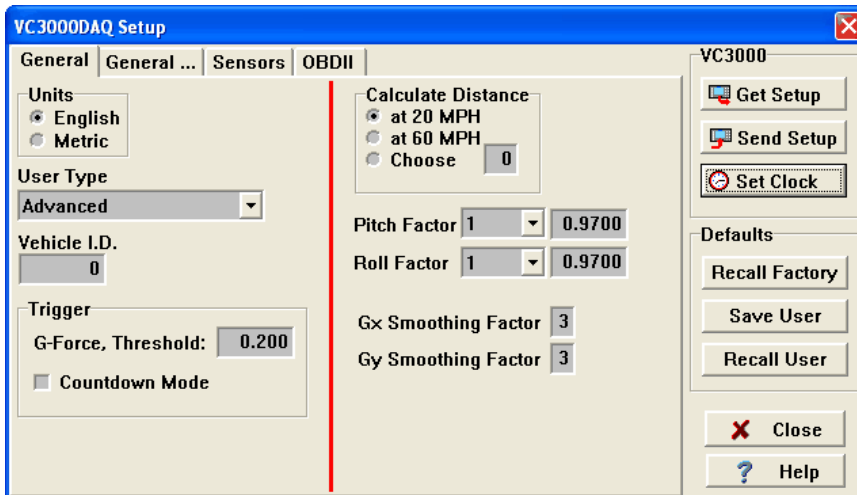 VC3000DAQ Setup
General
General ...
Sensors
OBDII
Units
English
Metric
User Type
Advanced
Vehicle I.D.
0
Trigger
G-Force, Threshold: 0.200
Countdown Mode
Calculate Distance
at 20 MPH
at 60 MPH
Choose 0
Pitch Factor 1 0.9700
Roll Factor 1 0.9700
Gx Smoothing Factor 3
Gy Smoothing Factor 3
VC3000
Get Setup
Send Setup
Set Clock
Defaults
Recall Factory
Save User
Recall User
Close
Help